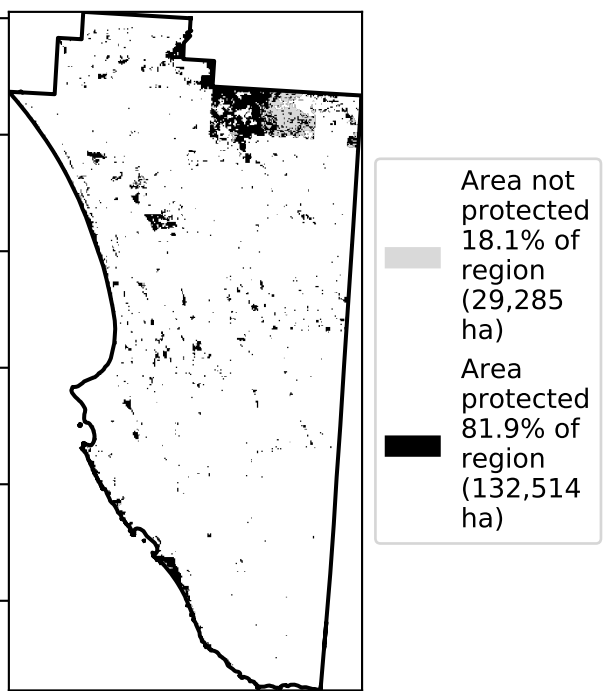 Area not
protected
18.1% of
region
(29,285
ha)
Area
protected
81.9% of
region
(132,514
ha)